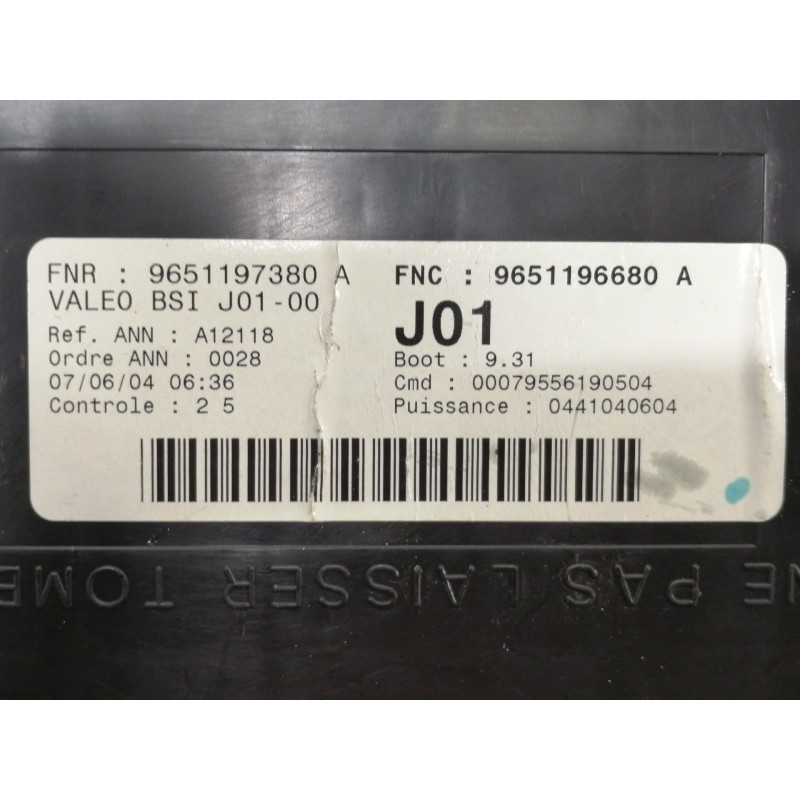 FNR : 9651197380 A
VALEO BSI J01-00
Ref. ANN : A12118
Ordre ANN : 0028
07/06/04 06:36
Controle : 2 5
FNC : 9651196680 A
J01
Boot : 9.31
Cmd : 00079556190504
Puissance : 0441040604
NE PAS LAISSER TOMB